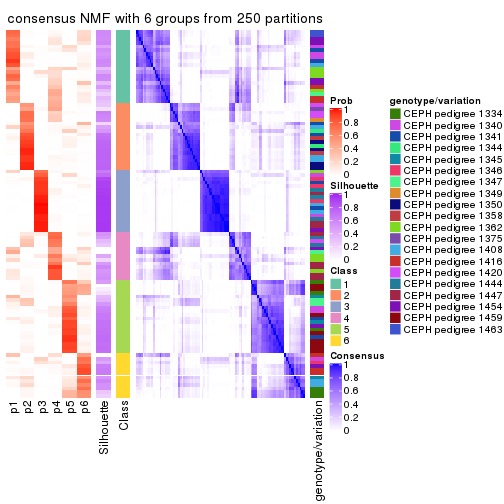 consensus NMF with 6 groups from 250 partitions
Prob
1
0.8
0.6
0.4
0.2
0
Silhouette
1
0.8
0.6
0.4
0.2
0
Class
1
2
3
4
5
6
Consensus
1
0.8
0.6
0.4
0.2
0
genotype/variation
CEPH pedigree 1334
CEPH pedigree 1340
CEPH pedigree 1341
CEPH pedigree 1344
CEPH pedigree 1345
CEPH pedigree 1346
CEPH pedigree 1347
CEPH pedigree 1349
CEPH pedigree 1350
CEPH pedigree 1358
CEPH pedigree 1362
CEPH pedigree 1375
CEPH pedigree 1408
CEPH pedigree 1416
CEPH pedigree 1420
CEPH pedigree 1444
CEPH pedigree 1447
CEPH pedigree 1454
CEPH pedigree 1459
CEPH pedigree 1463
p1
p2
p3
p4
p5
p6
Silhouette
Class
genotype/variation